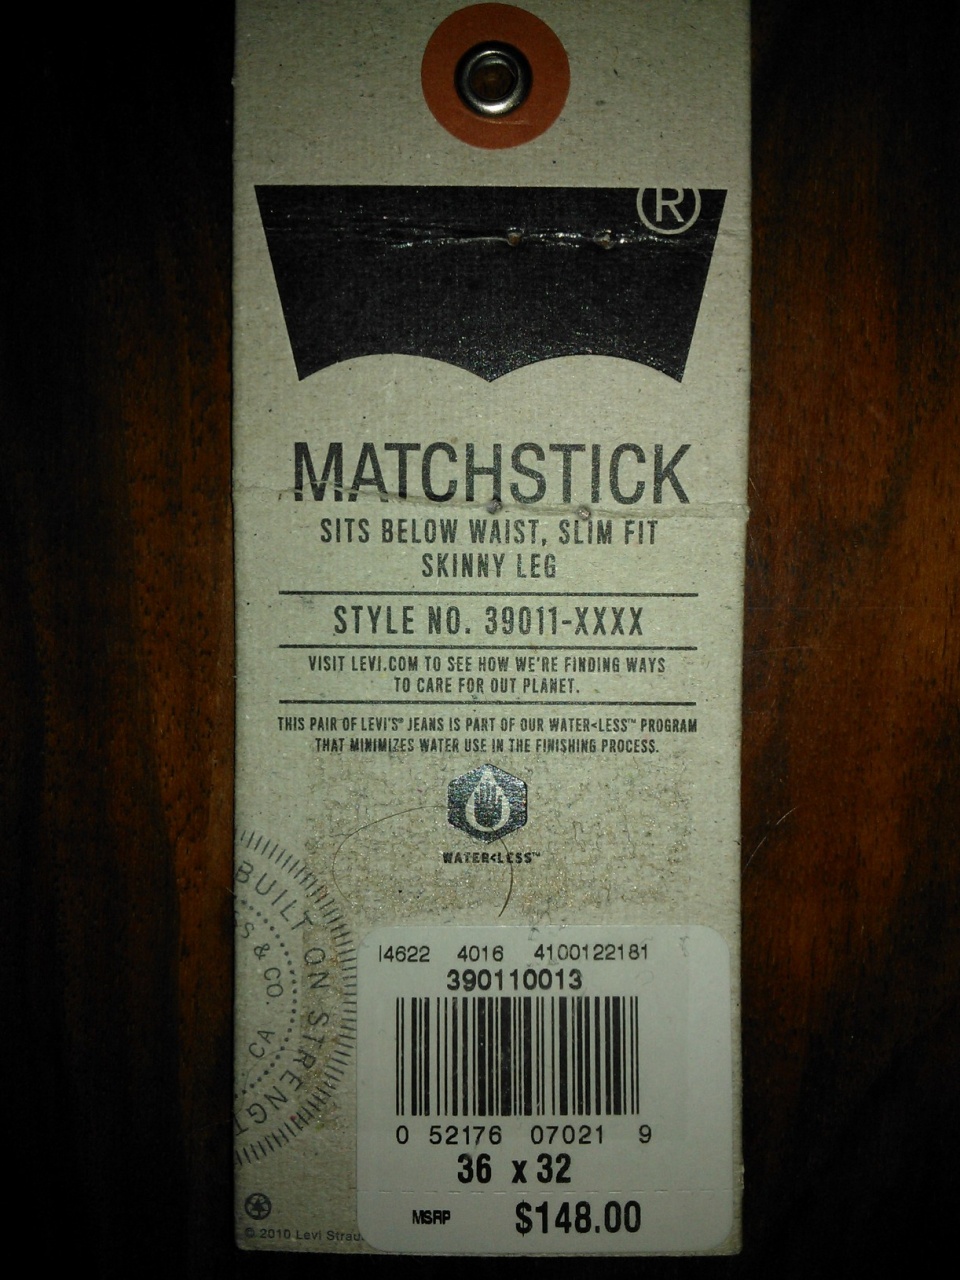 ®
MATCHSTICK
SITS BELOW WAIST, SLIM FIT
SKINNY LEG
STYLE NO. 39011-XXXX
VISIT LEVI.COM TO SEE HOW WE'RE FINDING WAYS
TO CARE FOR OUT PLANET.
THIS PAIR OF LEVI'S® JEANS IS PART OF OUR WATER<LESS™ PROGRAM
THAT MINIMIZES WATER USE IN THE FINISHING PROCESS.
WATER<LESS™
BUILT ON STRENGT
S & CO. CA
14622 4016 4100122181
390110013
0 52176 07021 9
36 x 32
MSRP $148.00
© 2010 Levi Strau